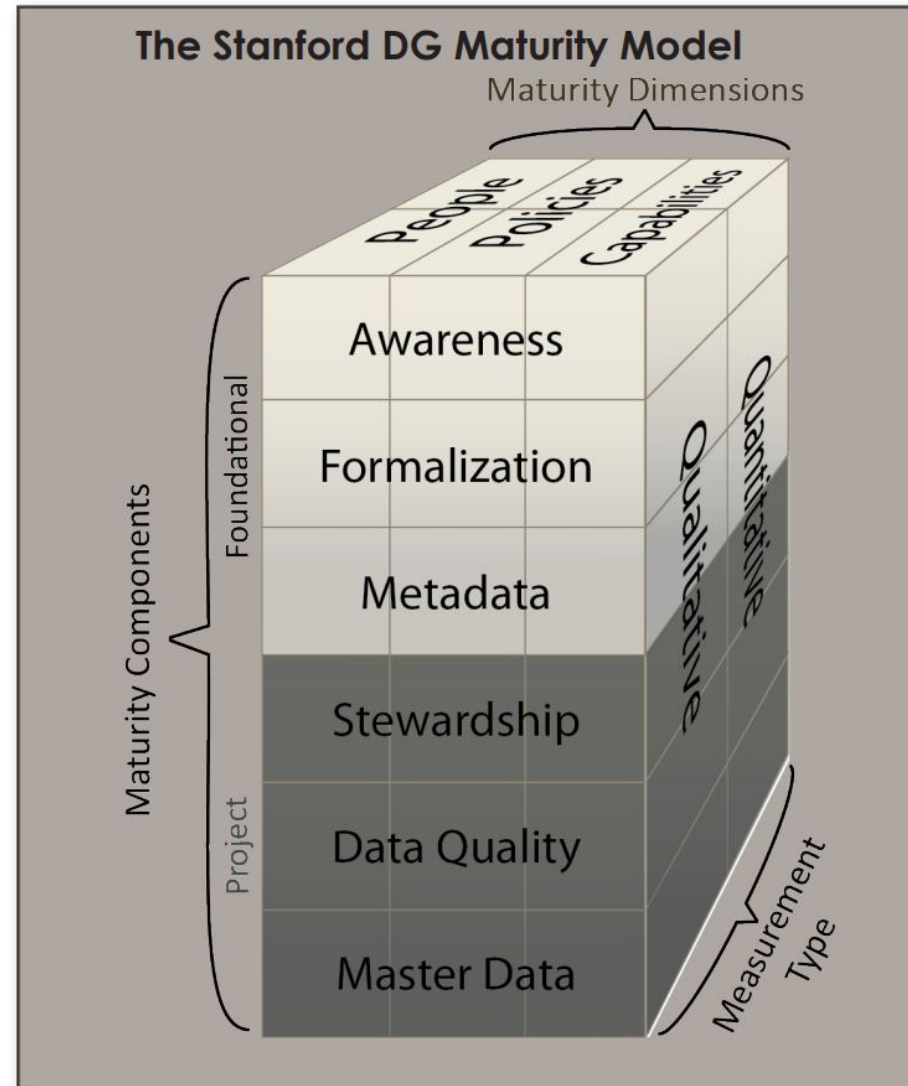 The Stanford DG Maturity Model
Maturity Dimensions
People
Policies
Capabilities
Maturity Components
Foundational
Project
Awareness
Formalization
Metadata
Stewardship
Data Quality
Master Data
Qualitative
Quantitative
Measurement
Type